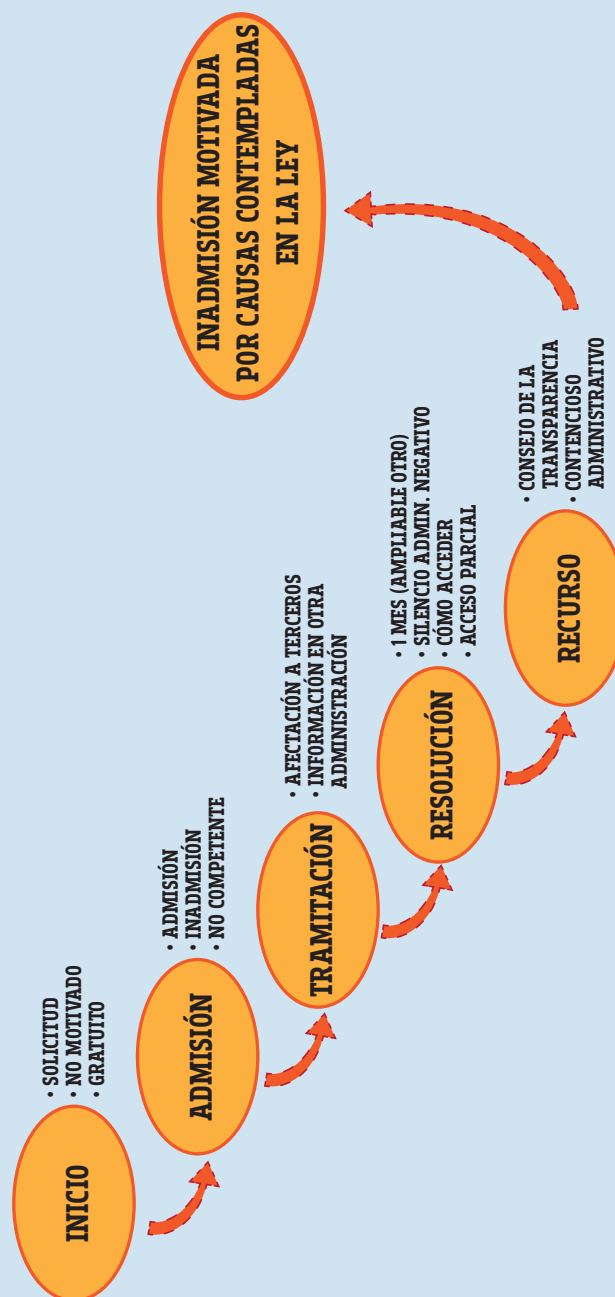 INICIO
· SOLICITUD
· NO MOTIVADO
· GRATUITO
ADMISIÓN
· ADMISIÓN
· INADMISIÓN
· NO COMPETENTE
TRAMITACIÓN
· AFECTACIÓN A TERCEROS
· INFORMACIÓN EN OTRA
ADMINISTRACIÓN
RESOLUCIÓN
· 1 MES (AMPLIABLE OTRO)
· SILENCIO ADMIN. NEGATIVO
· CÓMO ACCEDER
· ACCESO PARCIAL
RECURSO
· CONSEJO DE LA
TRANSPARENCIA
· CONTENCIOSO
ADMINISTRATIVO
INADMISIÓN MOTIVADA
POR CAUSAS CONTEMPLADAS
EN LA LEY